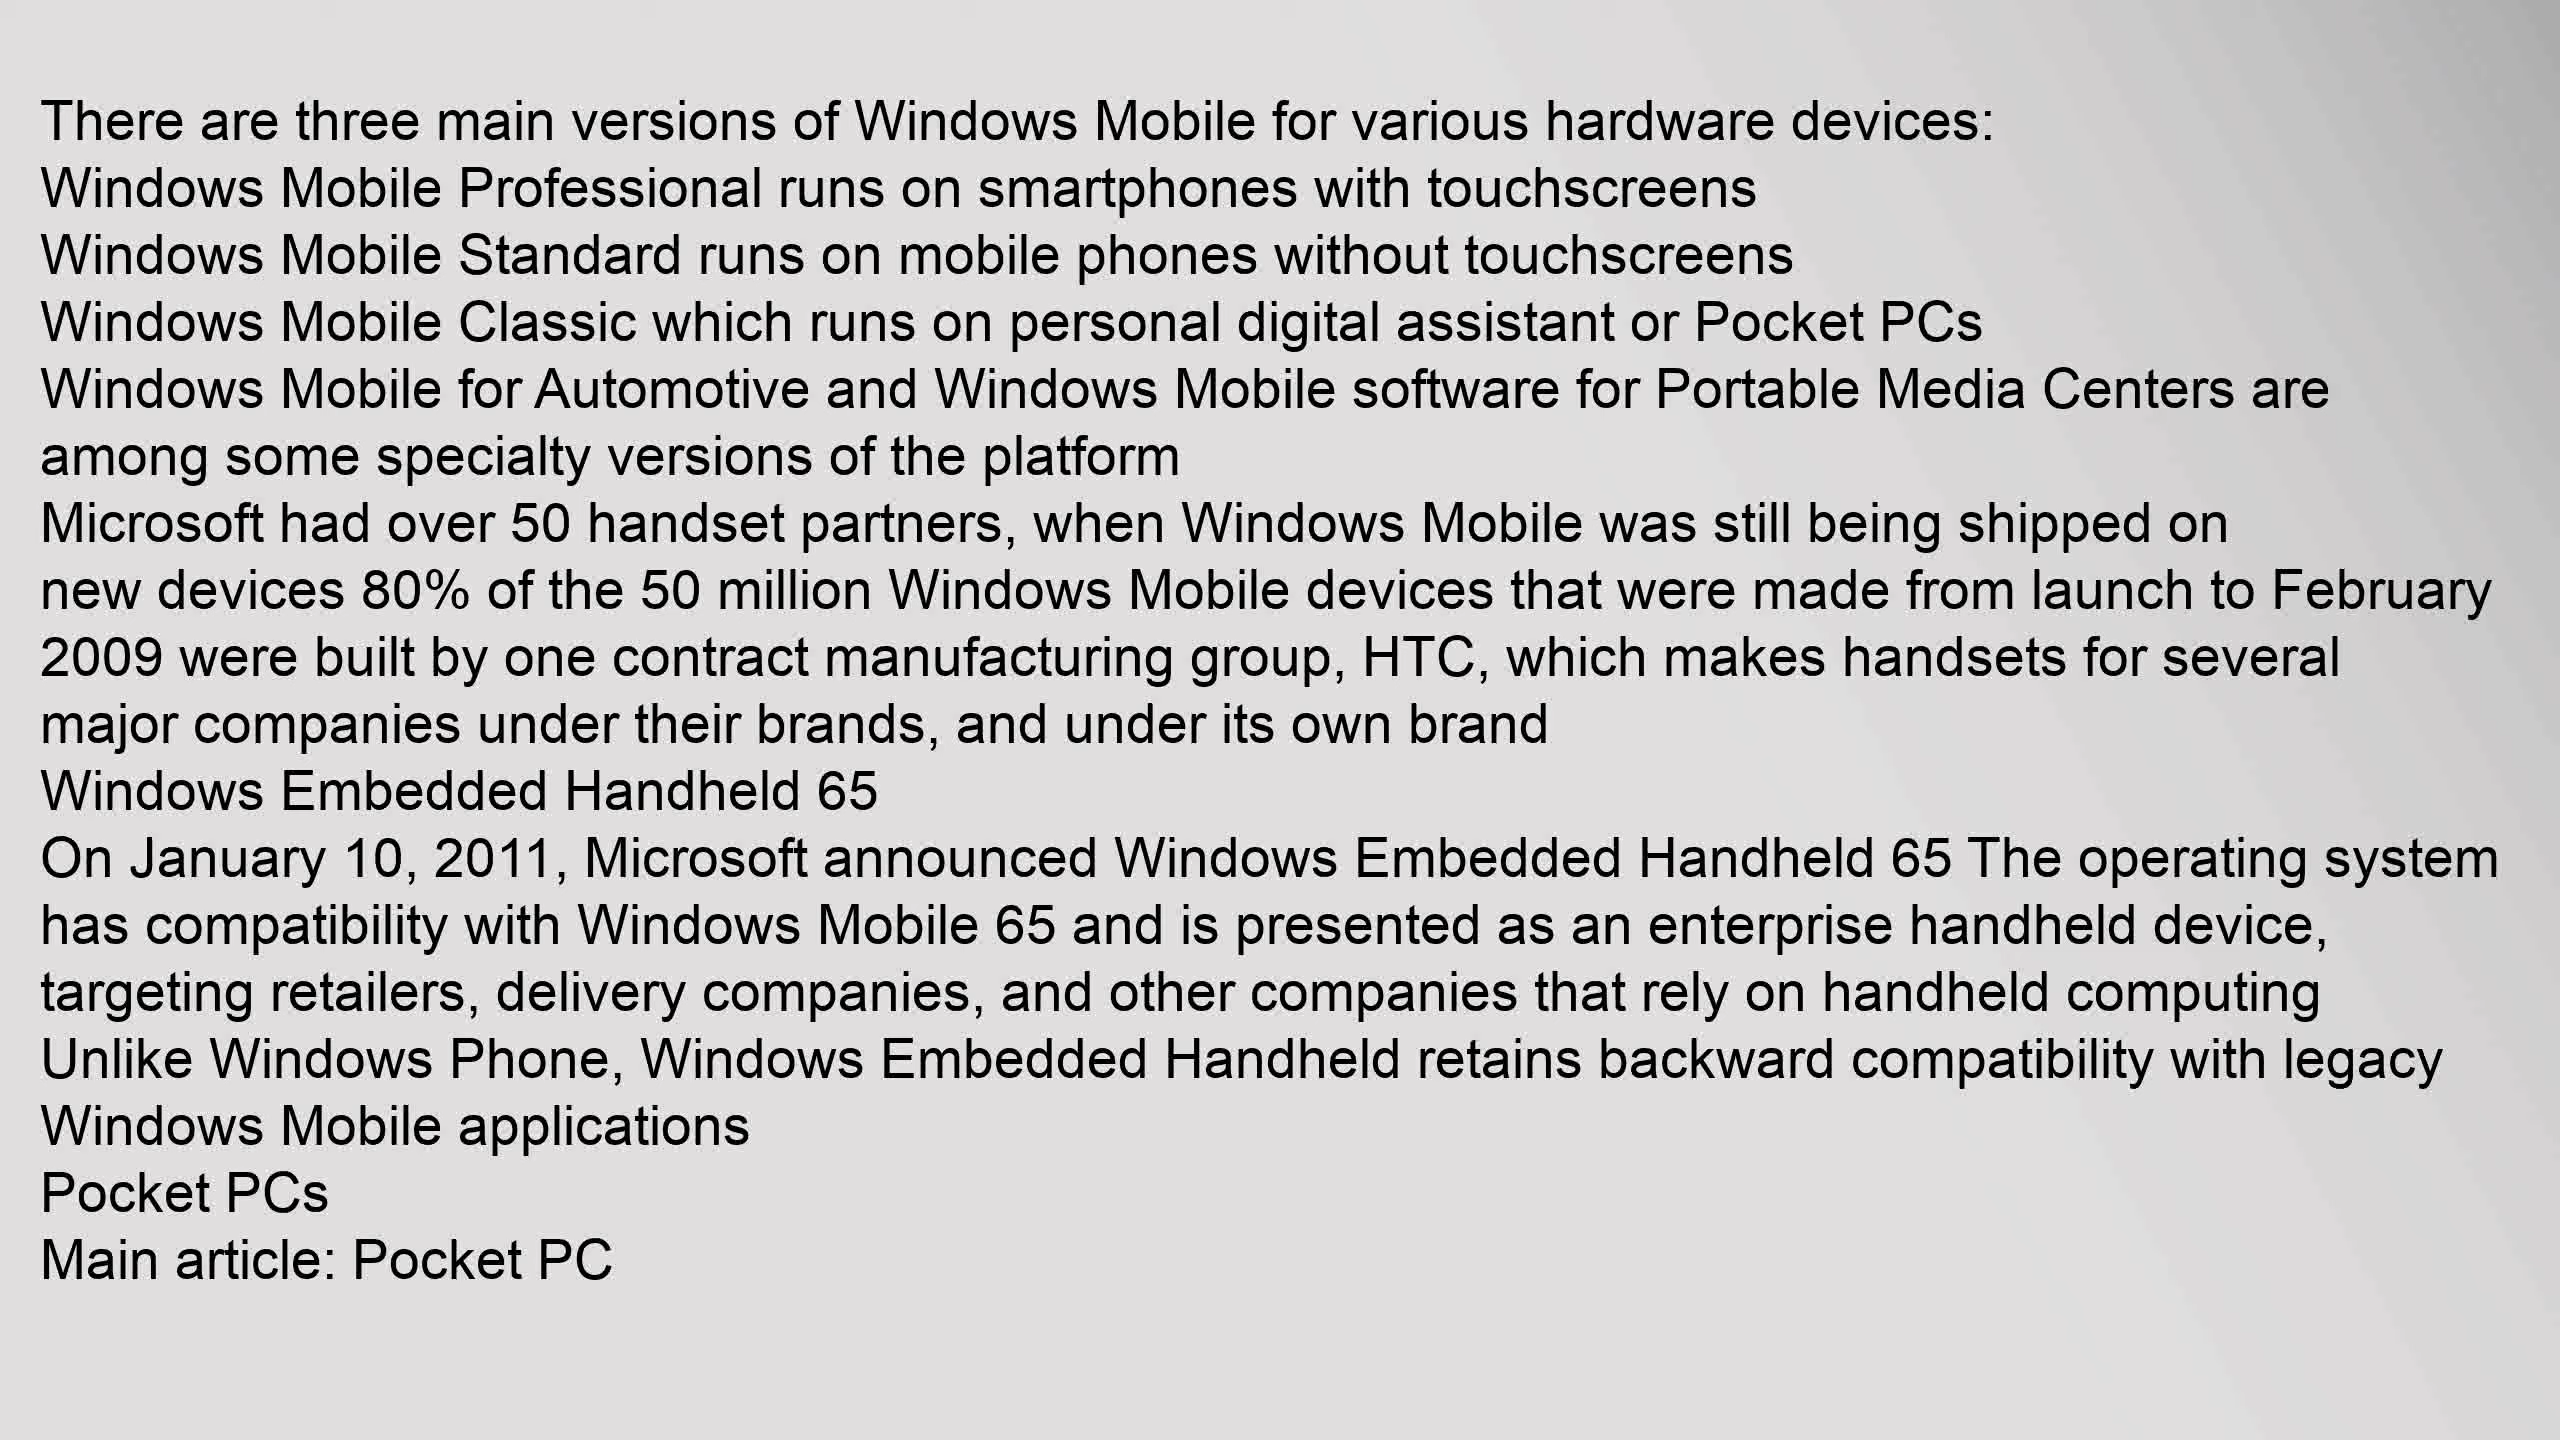 There are three main versions of Windows Mobile for various hardware devices:
Windows Mobile Professional runs on smartphones with touchscreens
Windows Mobile Standard runs on mobile phones without touchscreens
Windows Mobile Classic which runs on personal digital assistant or Pocket PCs
Windows Mobile for Automotive and Windows Mobile software for Portable Media Centers are
among some specialty versions of the platform
Microsoft had over 50 handset partners, when Windows Mobile was still being shipped on
new devices 80% of the 50 million Windows Mobile devices that were made from launch to February
2009 were built by one contract manufacturing group, HTC, which makes handsets for several
major companies under their brands, and under its own brand
Windows Embedded Handheld 65
On January 10, 2011, Microsoft announced Windows Embedded Handheld 65 The operating system
has compatibility with Windows Mobile 65 and is presented as an enterprise handheld device,
targeting retailers, delivery companies, and other companies that rely on handheld computing
Unlike Windows Phone, Windows Embedded Handheld retains backward compatibility with legacy
Windows Mobile applications
Pocket PCs
Main article: Pocket PC